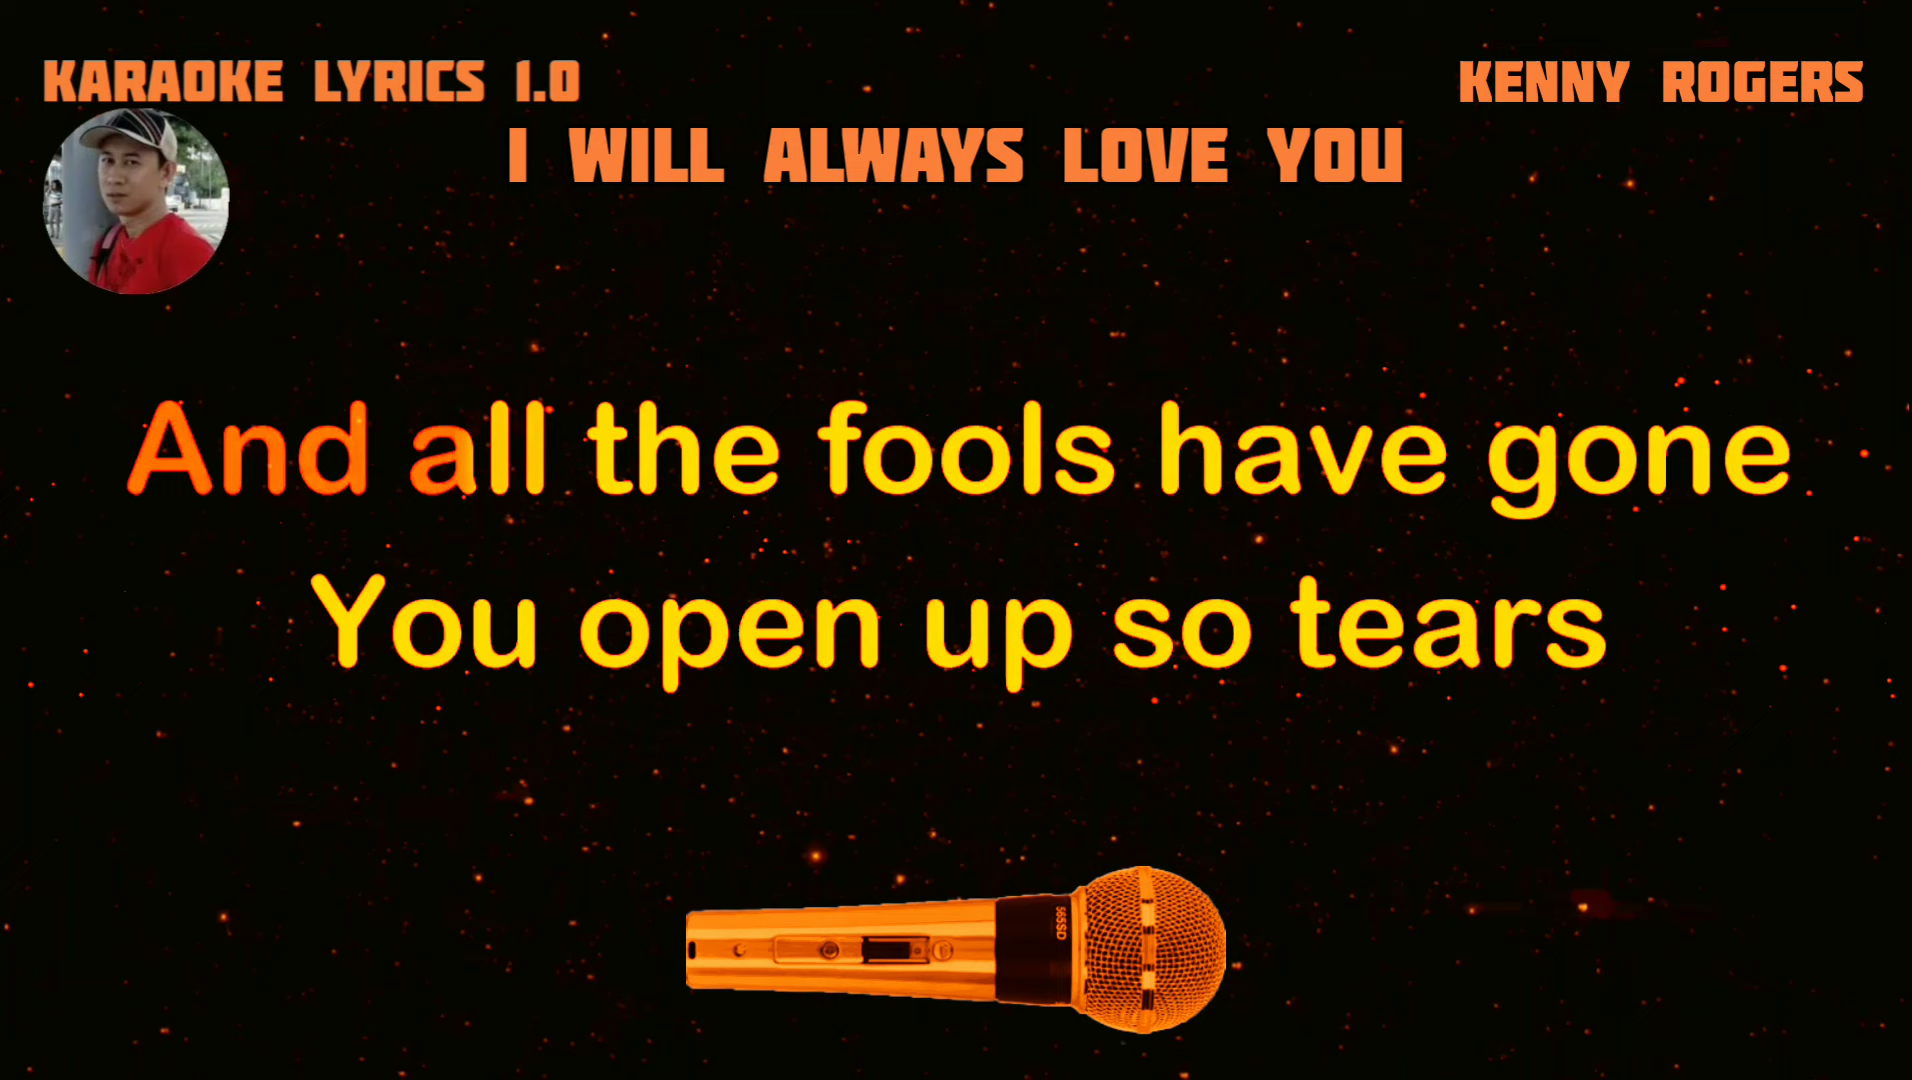 KARAOKE LYRICS 1.0
KENNY ROGERS
I WILL ALWAYS LOVE YOU
And all the fools have gone
You open up so tears
565SD